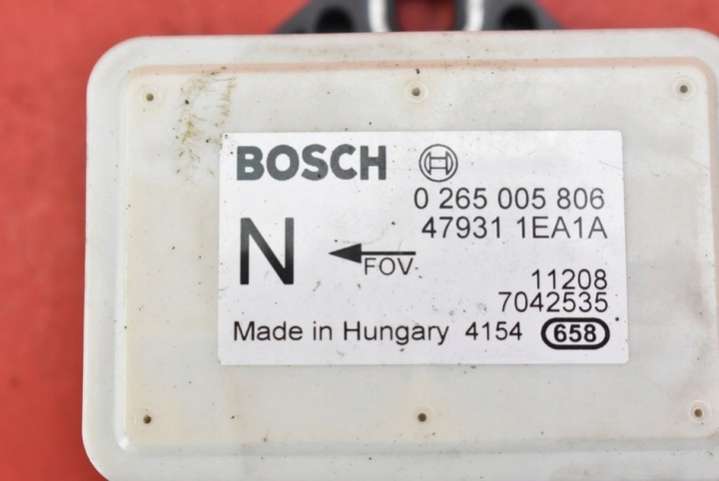 BOSCH
0 265 005 806
47931 1EA1A
N
FOV
11208
7042535
Made in Hungary 4154 658